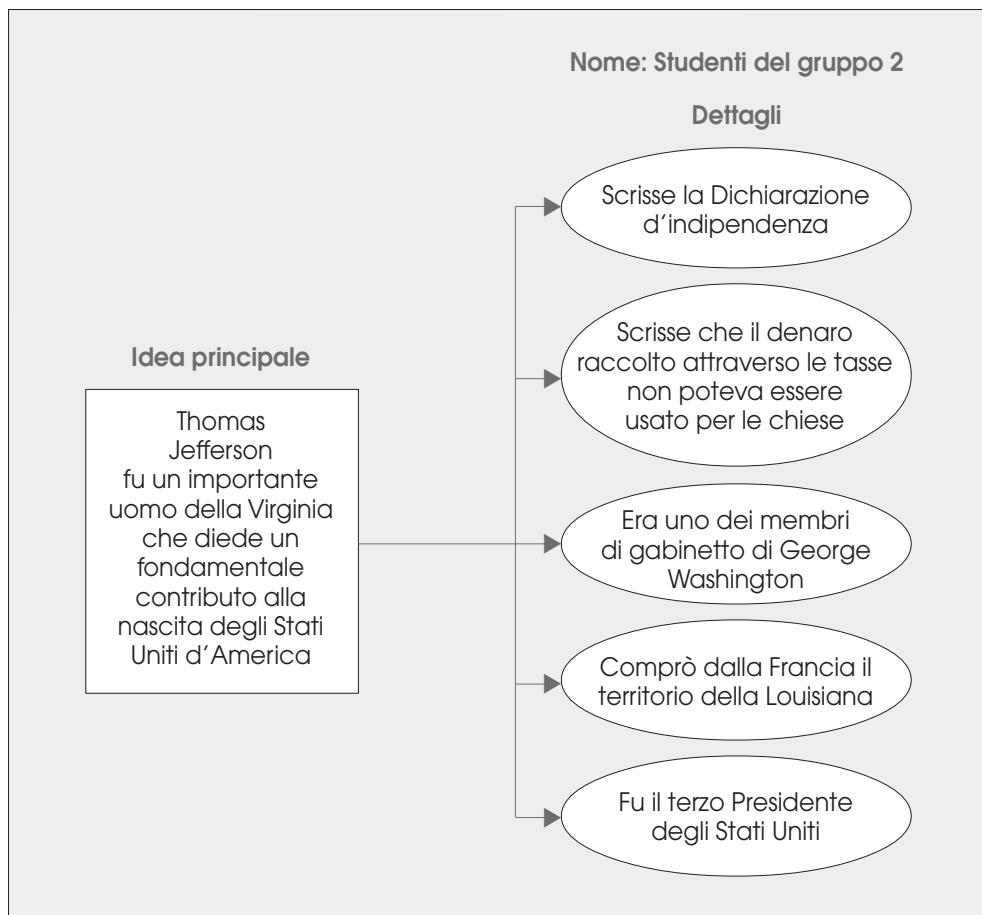 Nome: Studenti del gruppo 2
Dettagli
Scrisse la Dichiarazione
d'indipendenza
Scrisse che il denaro
raccolto attraverso le tasse
non poteva essere
usato per le chiese
Idea principale
Thomas
Jefferson
fu un importante
uomo della Virginia
che diede un
fondamentale
contributo alla
nascita degli Stati
Uniti d'America
Era uno dei membri
di gabinetto di George
Washington
Comprò dalla Francia il
territorio della Louisiana
Fu il terzo Presidente
degli Stati Uniti